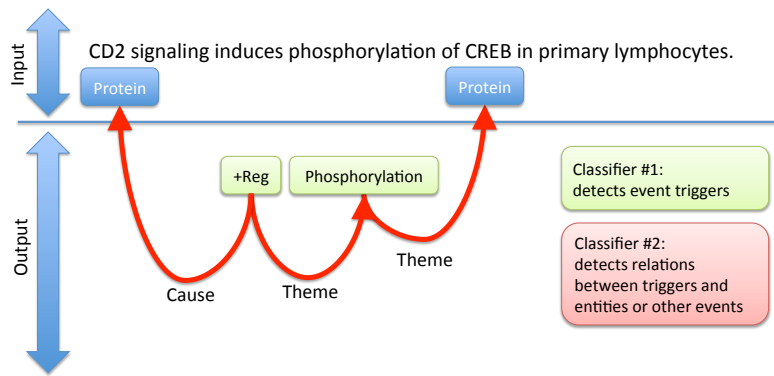 Input
CD2 signaling induces phosphorylation of CREB in primary lymphocytes.
Protein
Protein
Output
+Reg
Phosphorylation
Cause
Theme
Theme
Classifier #1:
detects event triggers
Classifier #2:
detects relations
between triggers and
entities or other events